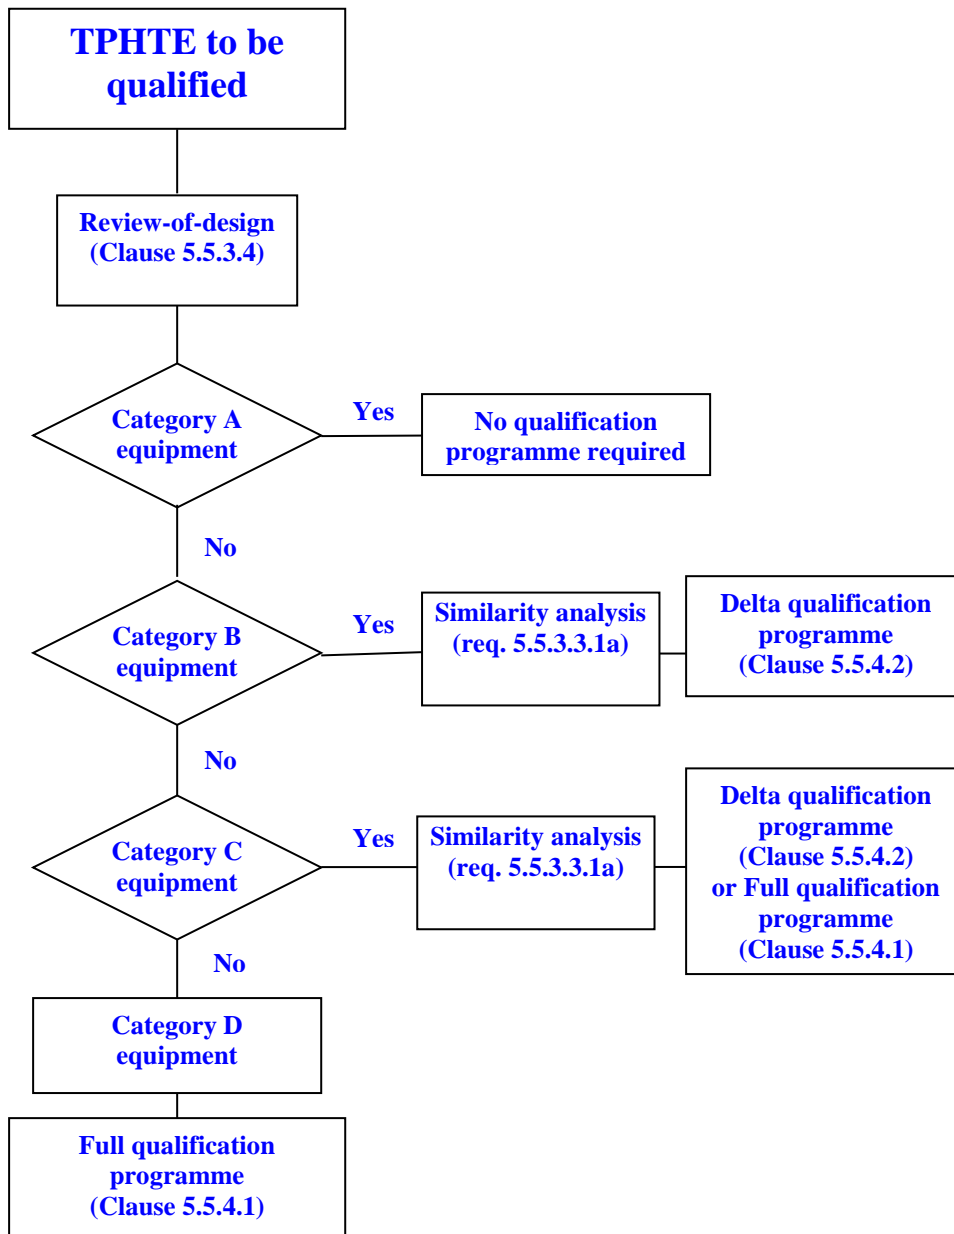 TPHTE to be
qualified
Review-of-design
(Clause 5.5.3.4)
Category A
equipment
Yes
No qualification
programme required
No
Category B
equipment
Yes
Similarity analysis
(req. 5.5.3.3.1a)
Delta qualification
programme
(Clause 5.5.4.2)
No
Category C
equipment
Yes
Similarity analysis
(req. 5.5.3.3.1a)
Delta qualification
programme
(Clause 5.5.4.2)
or Full qualification
programme
(Clause 5.5.4.1)
No
Category D
equipment
Full qualification
programme
(Clause 5.5.4.1)